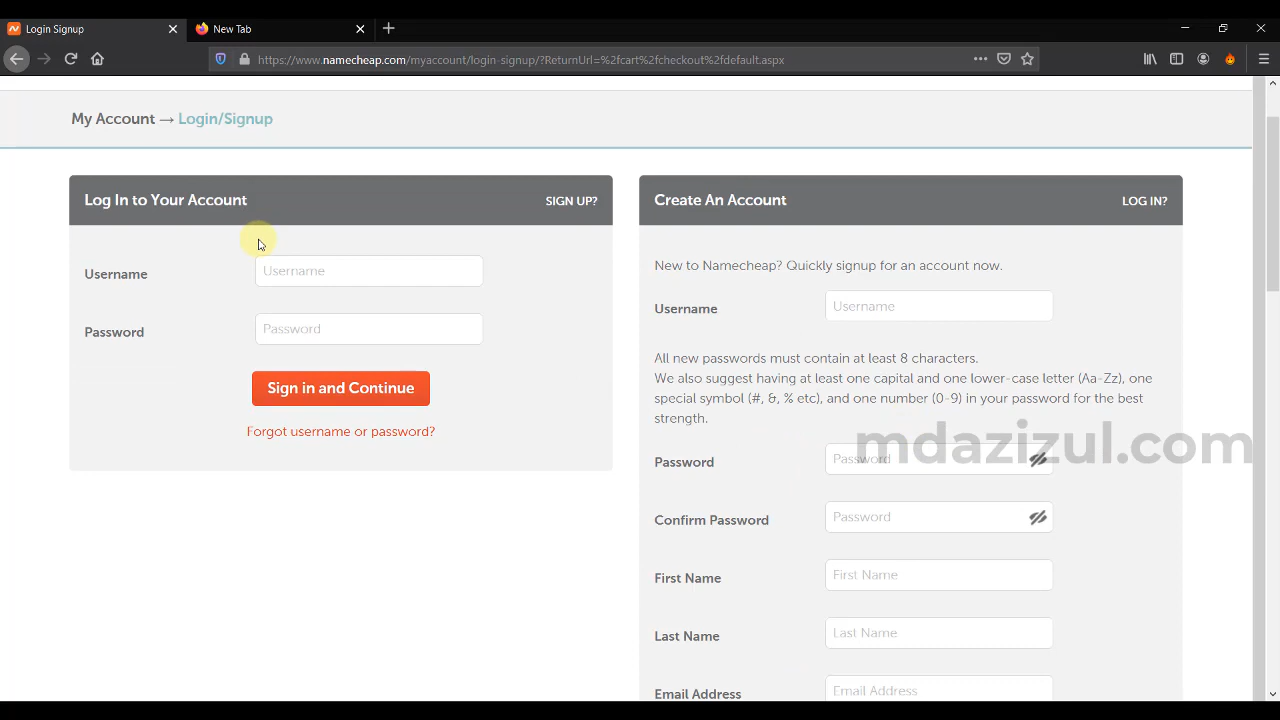 Login Signup
New Tab
https://www.namecheap.com/myaccount/login-signup/?ReturnUrl=%2fcart%2fcheckout%2fdefault.aspx
My Account → Login/Signup
Log In to Your Account
SIGN UP?
Username
Username
Password
Password
Sign in and Continue
Forgot username or password?
Create An Account
LOG IN?
New to Namecheap? Quickly signup for an account now.
Username
Username
All new passwords must contain at least 8 characters.
We also suggest having at least one capital and one lower-case letter (Aa-Zz), one
special symbol (#, &, % etc), and one number (0-9) in your password for the best
strength.
mdazizul.com
Password
Password
Confirm Password
Password
First Name
First Name
Last Name
Last Name
Email Address
Email Address